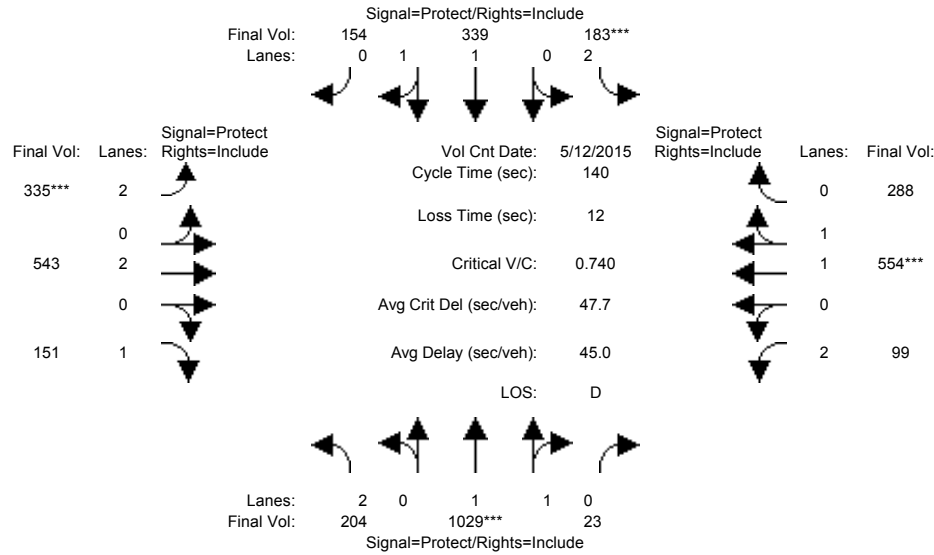 Signal=Protect/Rights=Include
Final Vol: 154 339 183***
Lanes: 0 1 1 0 2
Signal=Protect
Final Vol: Lanes: Rights=Include
Vol Cnt Date: 5/12/2015
Signal=Protect
Rights=Include Lanes: Final Vol:
Cycle Time (sec): 140
335*** 2
0 288
Loss Time (sec): 12
0
1
543 2
Critical V/C: 0.740
1 554***
0
Avg Crit Del (sec/veh): 47.7
0
151 1
Avg Delay (sec/veh): 45.0
2 99
LOS: D
Lanes: 2 0 1 1 0
Final Vol: 204 1029*** 23
Signal=Protect/Rights=Include